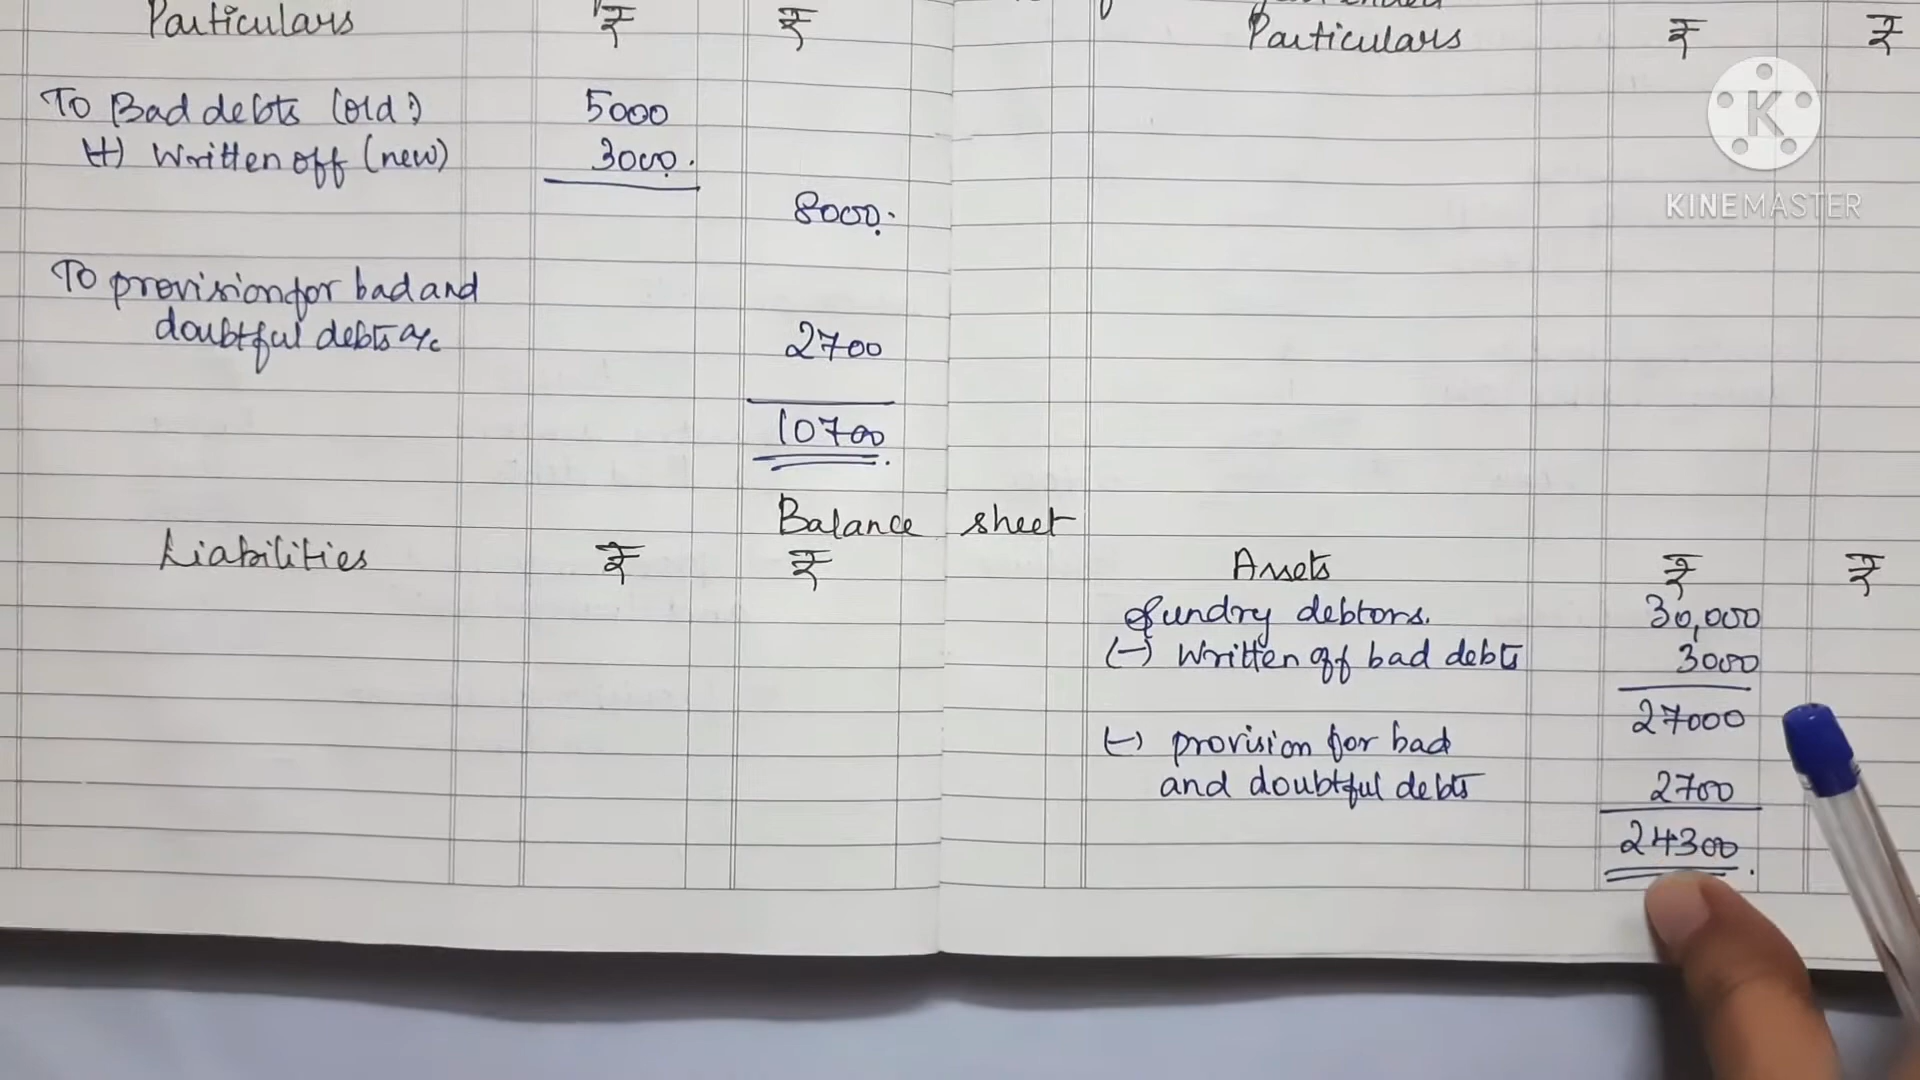 Particulars ₹ ₹
To Bad debts (old) 5000
(+) Written off (new) 3000.
8000.
To provision for bad and
doubtful debts a/c 2700
10700
Particulars ₹ ₹
K
KINEMASTER
Balance sheet
Liabilities ₹ ₹
Assets ₹ ₹
Sundry debtors. 30,000
(-) Written off bad debts 3000
27000
(-) provision for bad
and doubtful debts 2700
24300